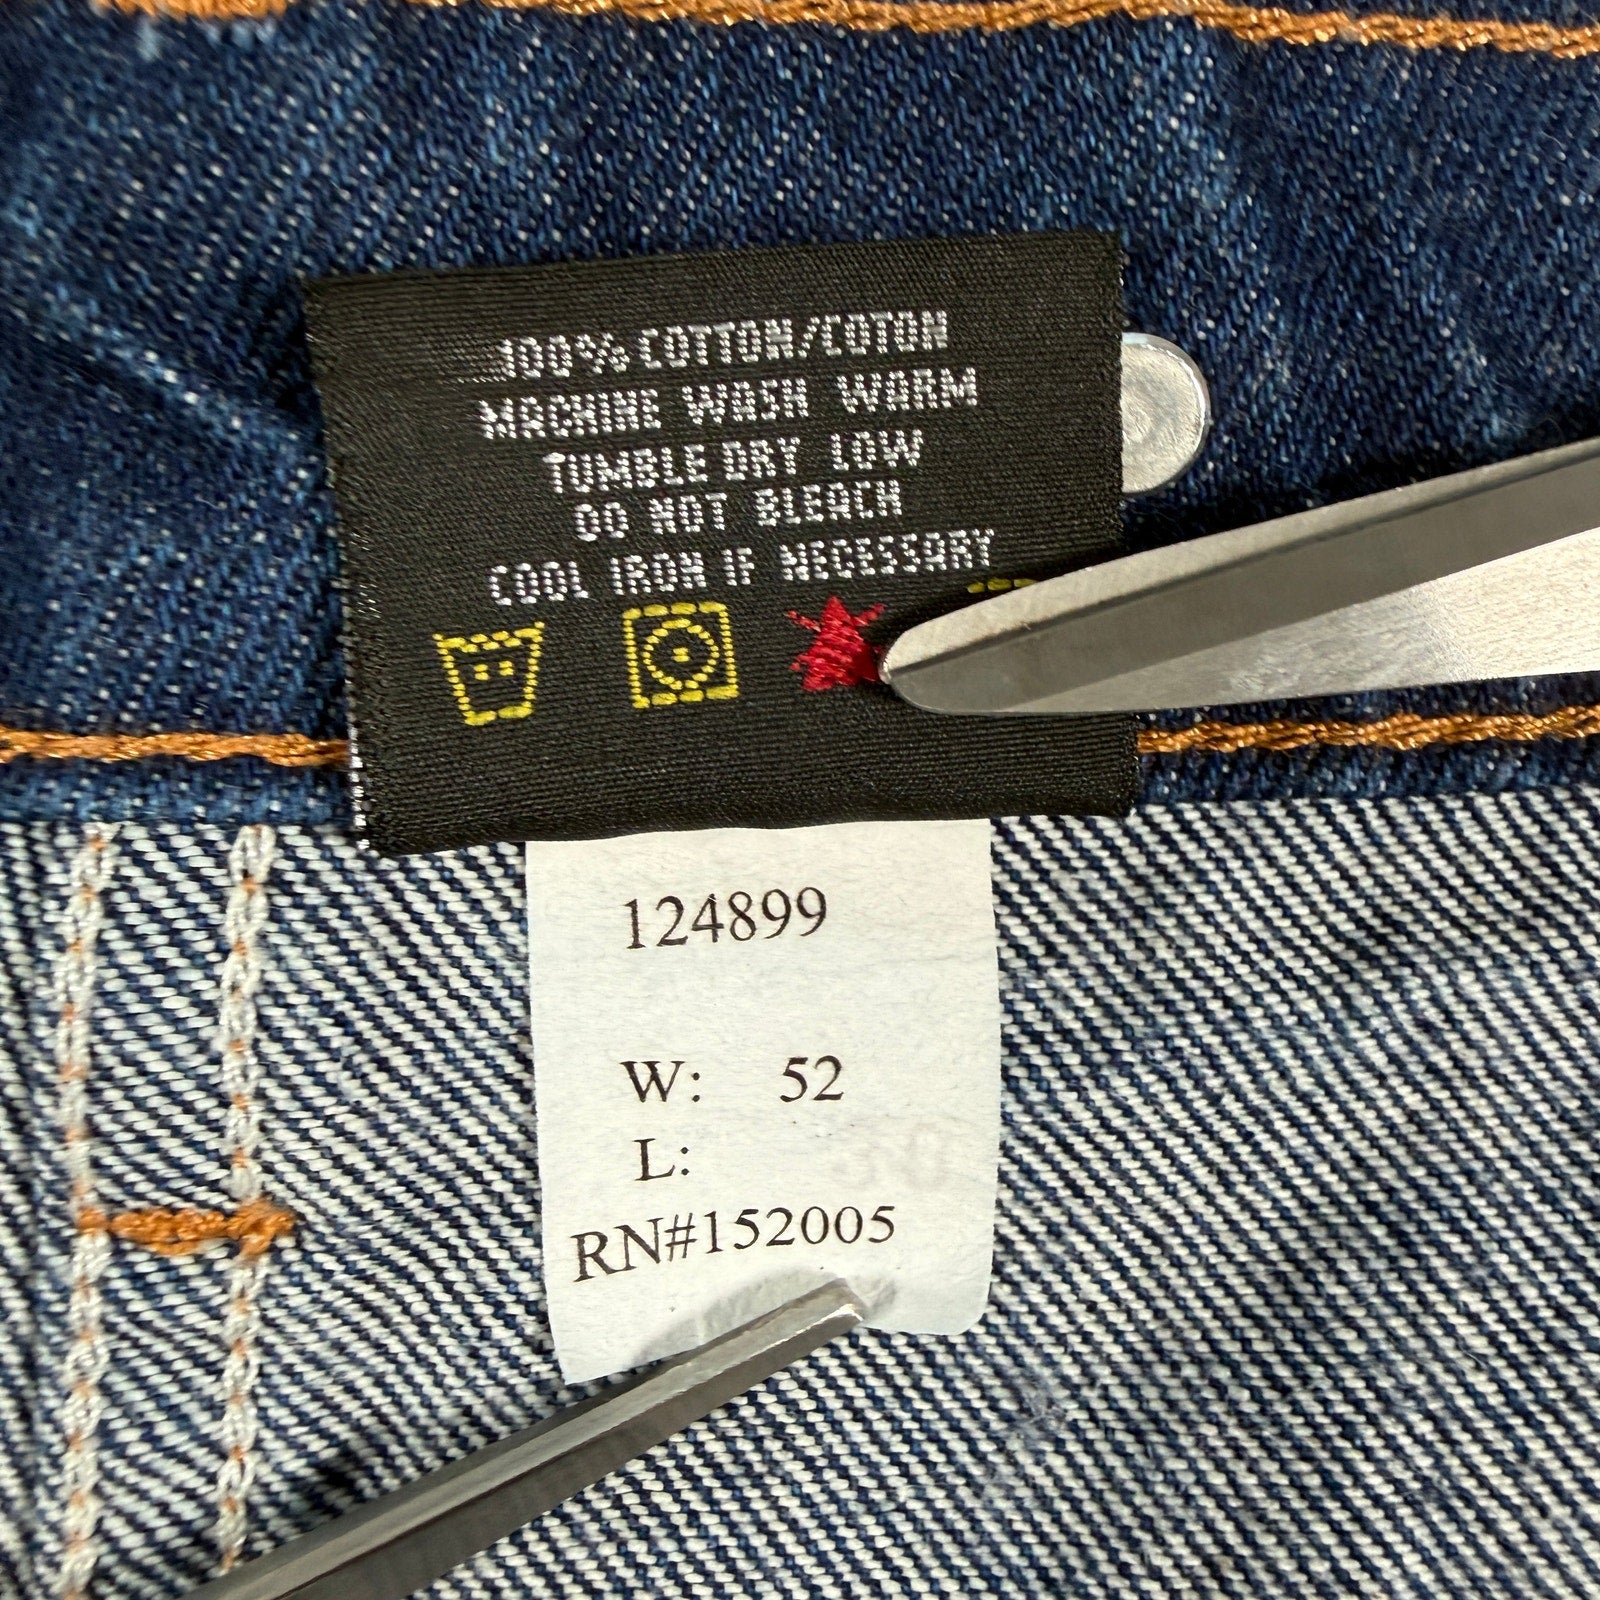 100% COTTON/COTON
MACHINE WASH WARM
TUMBLE DRY LOW
DO NOT BLEACH
COOL IRON IF NECESSARY
124899
W: 52
L:
RN#152005